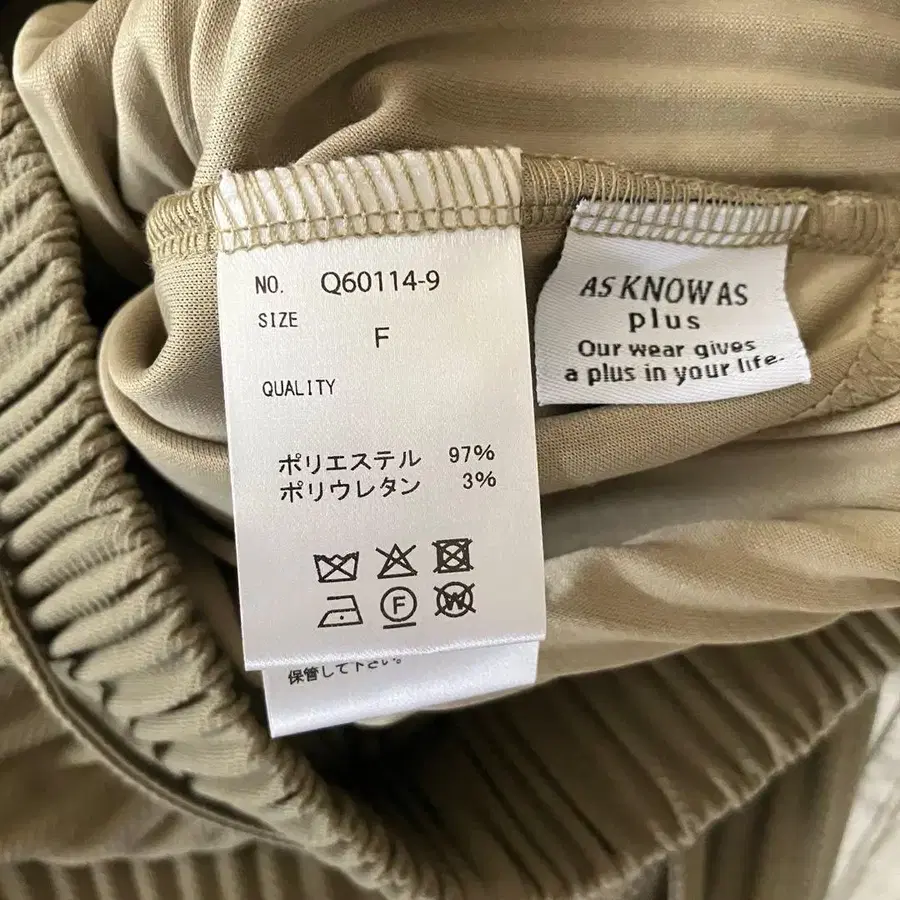 NO. Q60114-9
SIZE
F
QUALITY
ポリエステル 97%
ポリウレタン 3%
F
W
保管して下さい。
AS KNOW AS
plus
Our wear gives
a plus in your life.